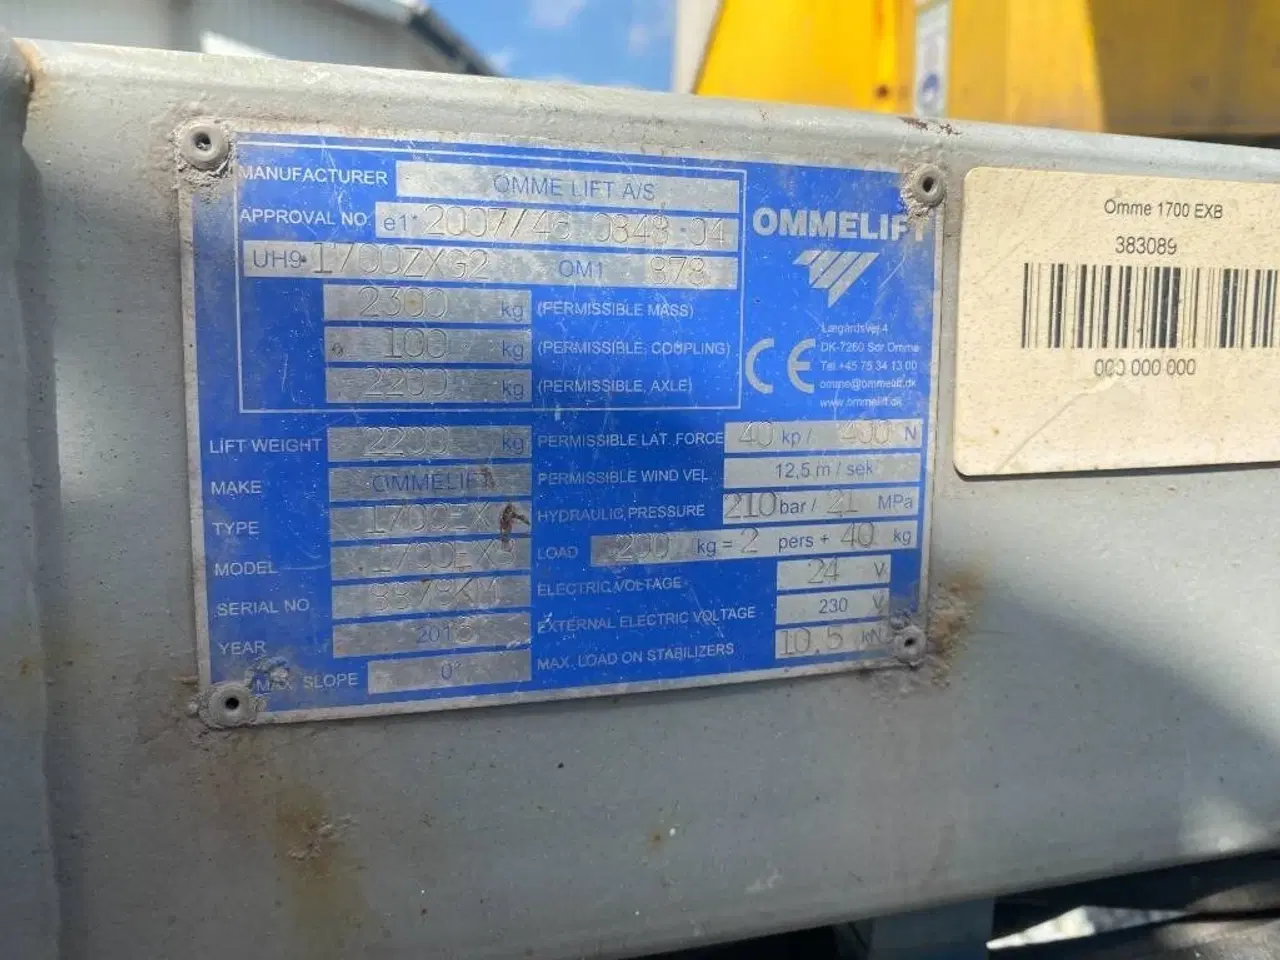 MANUFACTURER OMME LIFT A/S
APPROVAL NO. e1* 2007/46 0348 04
UH9 1700ZXG2 OM1 878
2300 kg (PERMISSIBLE MASS)
100 kg (PERMISSIBLE, COUPLING)
2200 kg (PERMISSIBLE, AXLE)
OMMELIFT
CE
Lægårdsvej 4
DK-7260 Sdr. Omme
Tel +45 75 34 13 00
omme@ommelift.dk
www.ommelift.dk
LIFT WEIGHT 2200 kg
MAKE OMMELIFT
TYPE
MODEL
SERIAL NO
YEAR
MAX. SLOPE 0°
PERMISSIBLE LAT. FORCE 40 kp / 400 N
PERMISSIBLE WIND VEL 12,5 m / sek
HYDRAULIC PRESSURE 210 bar / 21 MPa
LOAD 200 kg = 2 pers + 40 kg
ELECTRIC VOLTAGE 24 V
EXTERNAL ELECTRIC VOLTAGE 230 V
MAX. LOAD ON STABILIZERS 10.5 kN
Omme 1700 EXB
383089
000 000 000